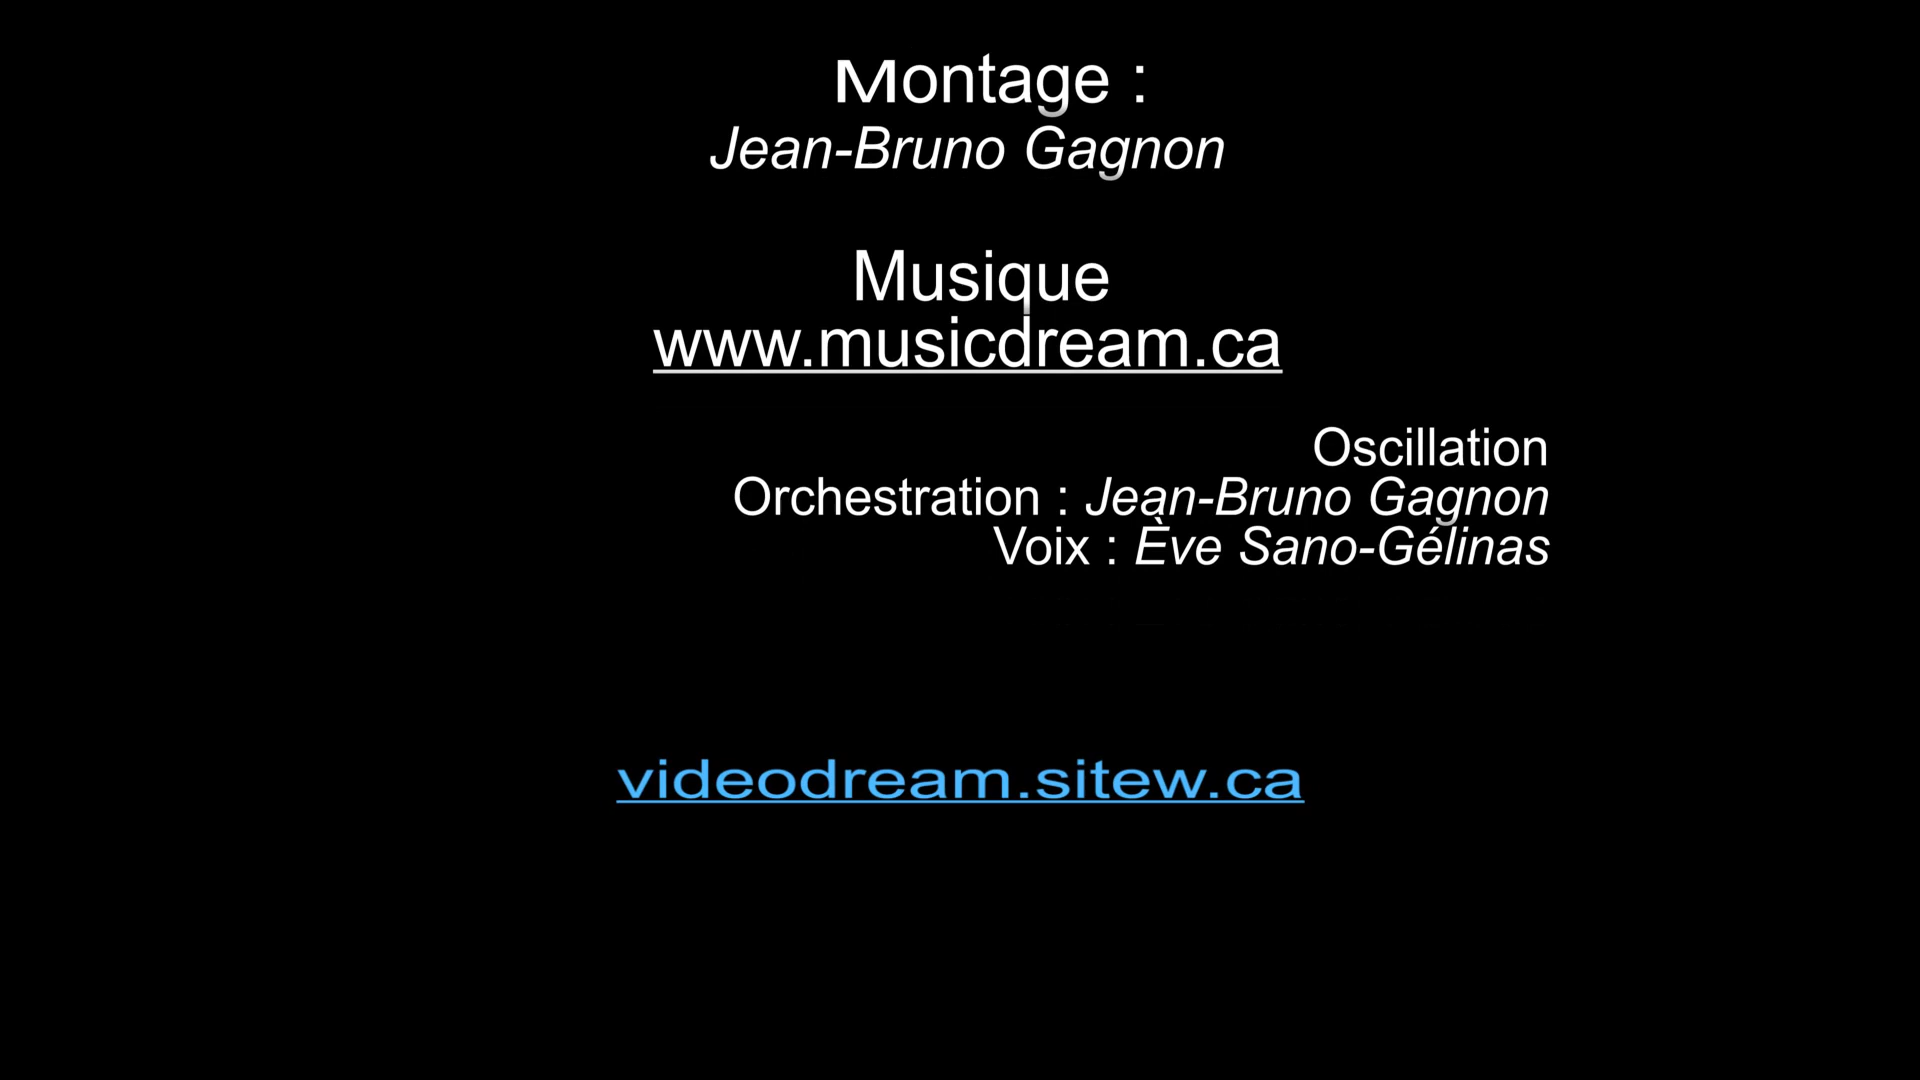 Montage :
Jean-Bruno Gagnon
Musique
www.musicdream.ca
Oscillation
Orchestration : Jean-Bruno Gagnon
Voix : Ève Sano-Gélinas
videodream.sitew.ca